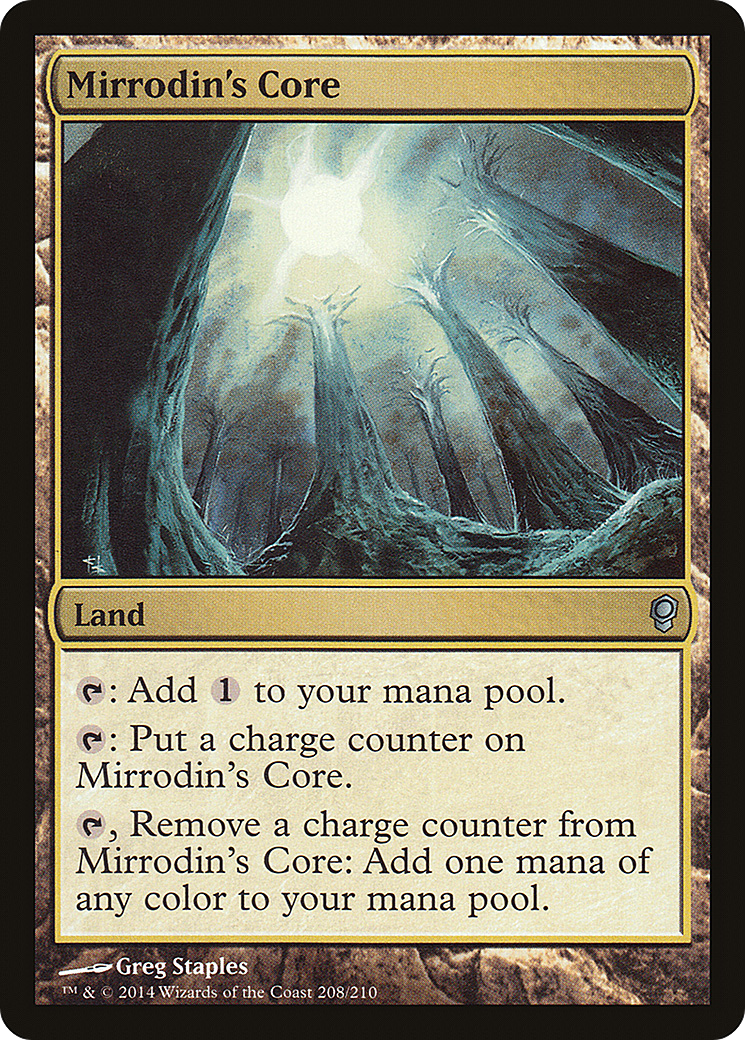 Mirrodin's Core
Land
: Add 1 to your mana pool.
: Put a charge counter on
Mirrodin's Core.
, Remove a charge counter from
Mirrodin's Core: Add one mana of
any color to your mana pool.
Greg Staples
™ & © 2014 Wizards of the Coast 208/210